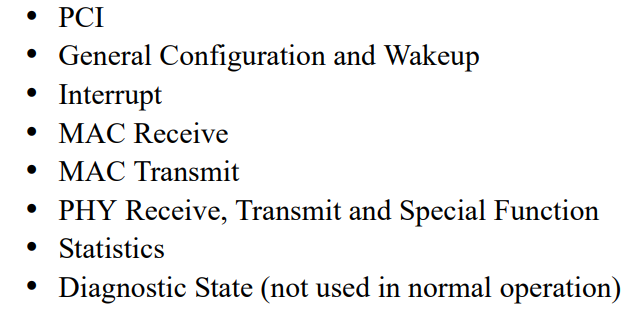 • PCI
• General Configuration and Wakeup
• Interrupt
• MAC Receive
• MAC Transmit
• PHY Receive, Transmit and Special Function
• Statistics
• Diagnostic State (not used in normal operation)